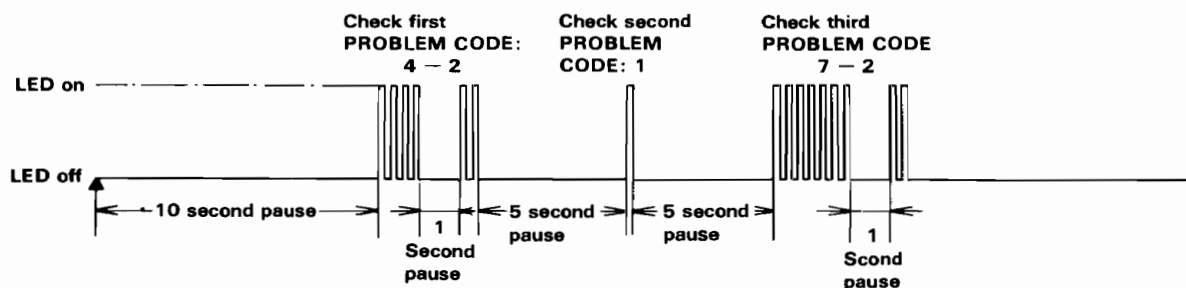 Check first
PROBLEM CODE:
4 — 2
Check second
PROBLEM
CODE: 1
Check third
PROBLEM CODE
7 — 2
LED on
LED off
10 second pause
1
Second
pause
5 second
pause
5 second
pause
1
Scond
pause